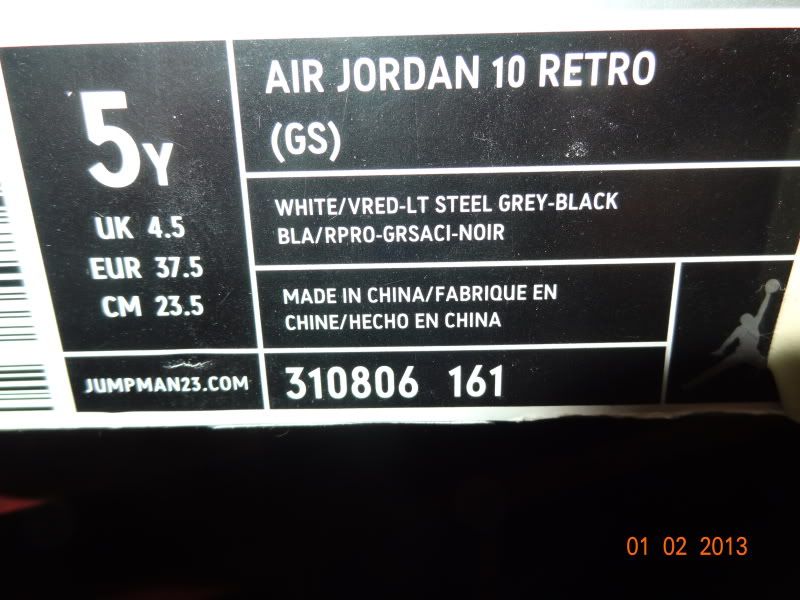 5Y
UK 4.5
EUR 37.5
CM 23.5
JUMPMAN23.COM
AIR JORDAN 10 RETRO
(GS)
WHITE/VRED-LT STEEL GREY-BLACK
BLA/RPRO-GRSACI-NOIR
MADE IN CHINA/FABRIQUE EN
CHINE/HECHO EN CHINA
310806 161
01 02 2013